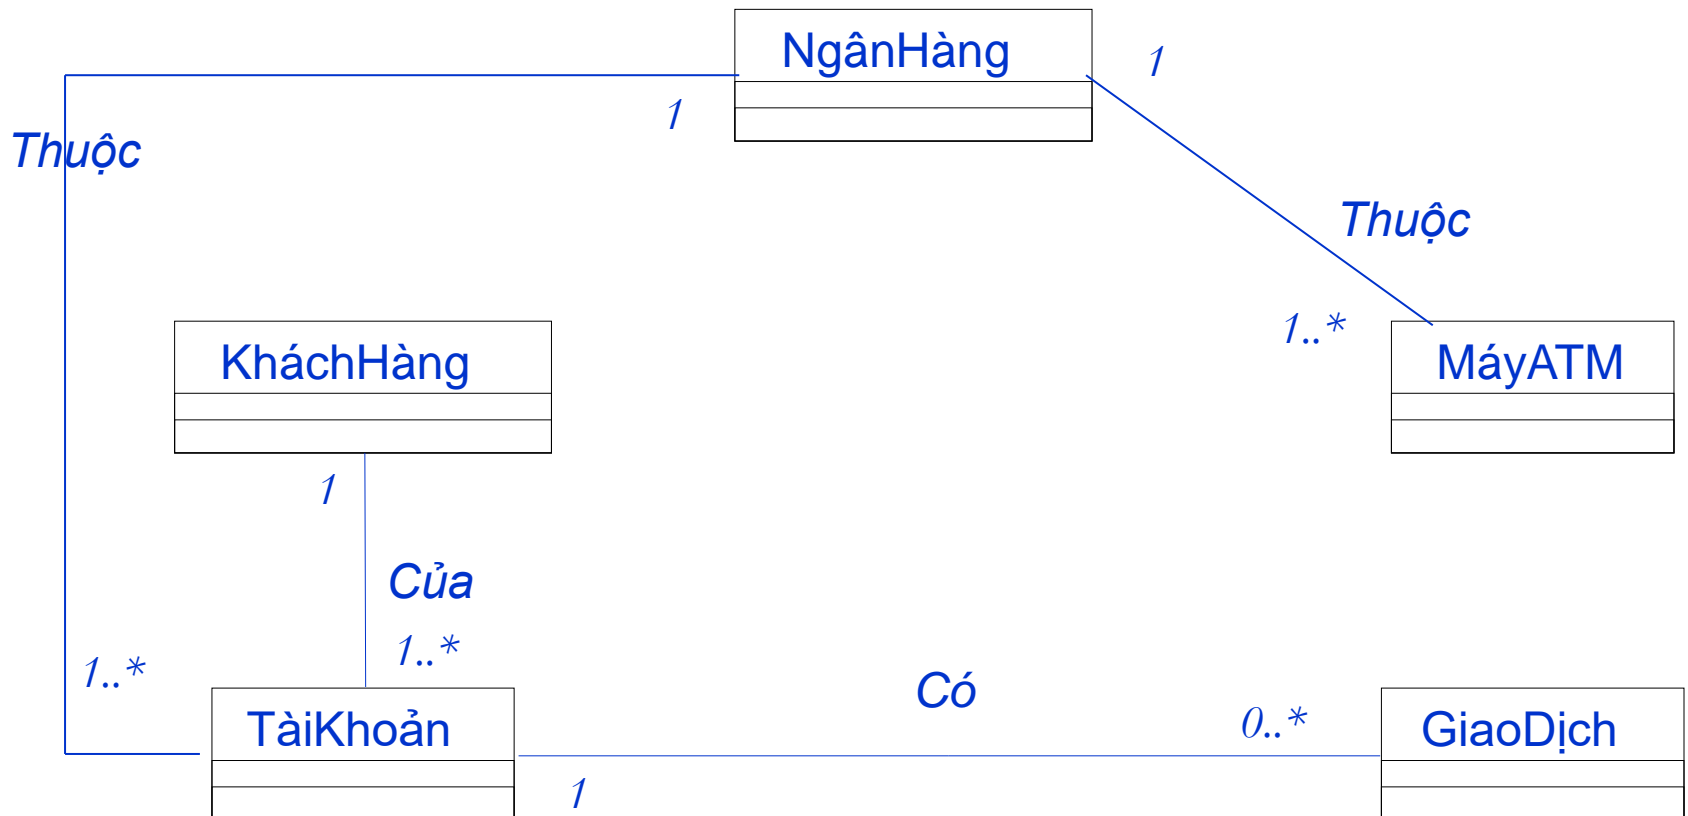 NgânHàng
1
1
Thuộc
Thuộc
1..*
KháchHàng
MáyATM
1
Của
1..*
1..*
Có
TàiKhoản
0..*
GiaoDịch
1